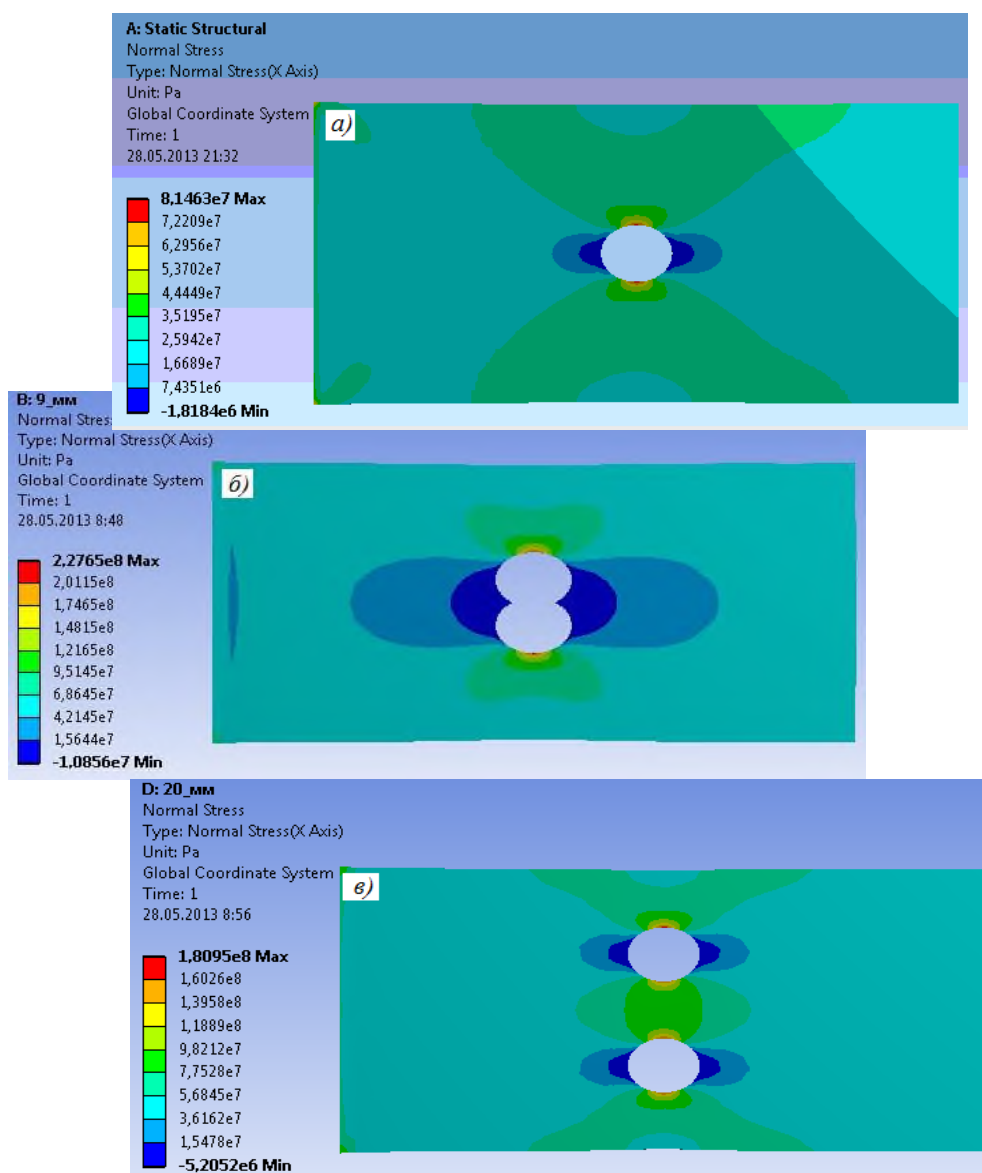 A: Static Structural
Normal Stress
Type: Normal Stress(X Axis)
Unit: Pa
Global Coordinate System
Time: 1
28.05.2013 21:32
а)
8,1463e7 Max
7,2209e7
6,2956e7
5,3702e7
4,4449e7
3,5195e7
2,5942e7
1,6689e7
7,4351e6
-1,8184e6 Min
B: 9_мм
Normal Stres
Type: Normal Stress(X Axis)
Unit: Pa
Global Coordinate System
Time: 1
28.05.2013 8:48
б)
2,2765e8 Max
2,0115e8
1,7465e8
1,4815e8
1,2165e8
9,5145e7
6,8645e7
4,2145e7
1,5644e7
-1,0856e7 Min
D: 20_мм
Normal Stress
Type: Normal Stress(X Axis)
Unit: Pa
Global Coordinate System
Time: 1
28.05.2013 8:56
в)
1,8095e8 Max
1,6026e8
1,3958e8
1,1889e8
9,8212e7
7,7528e7
5,6845e7
3,6162e7
1,5478e7
-5,2052e6 Min